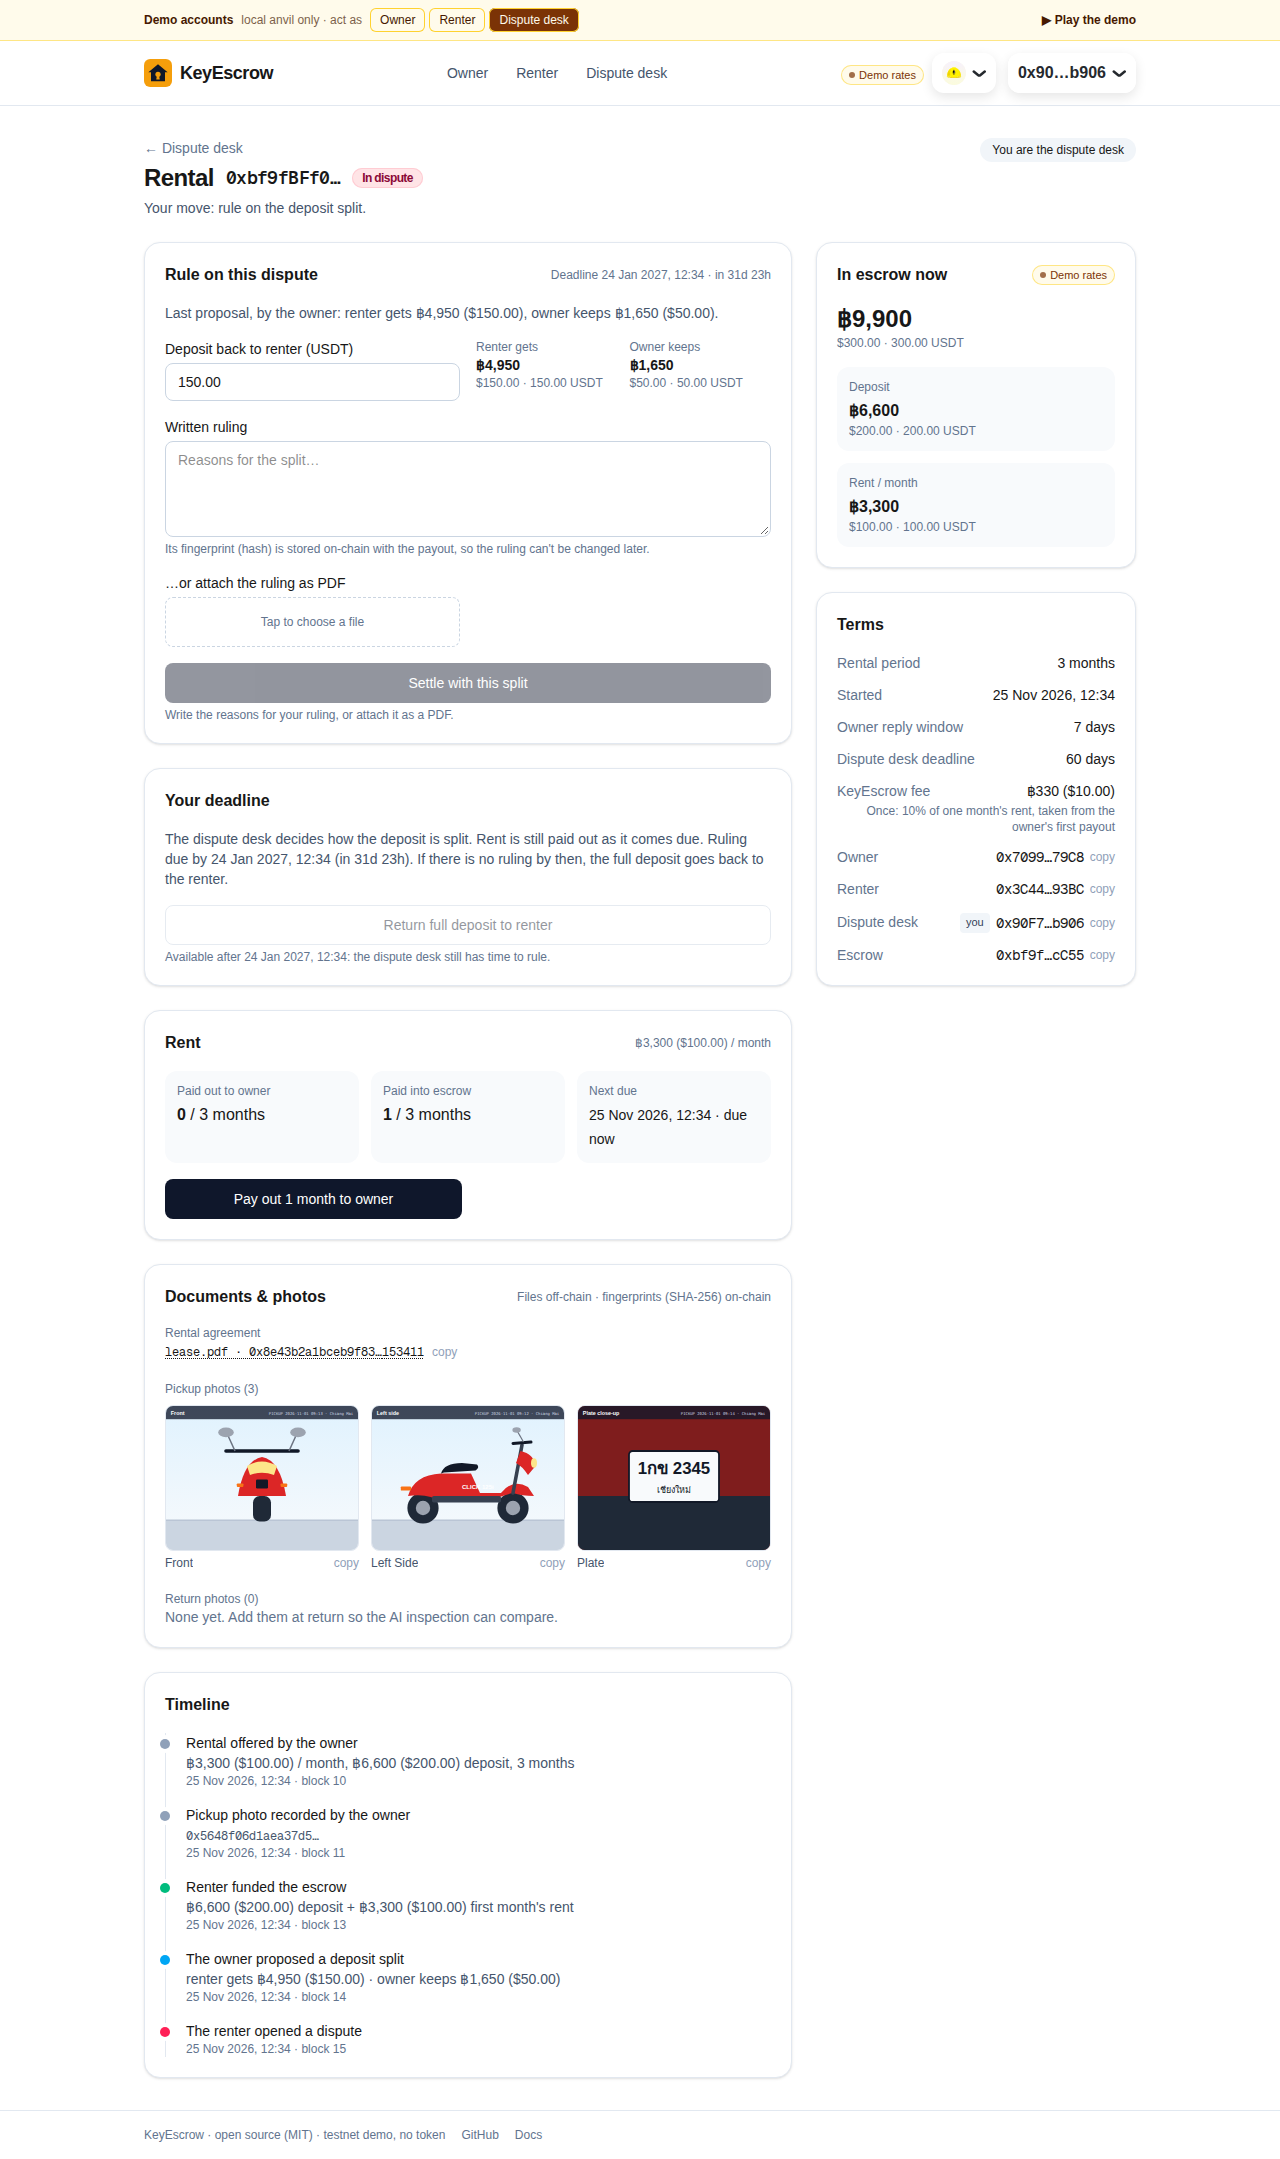 Demo accounts local anvil only · act as Owner Renter Dispute desk ▶ Play the demo
KeyEscrow Owner Renter Dispute desk Demo rates 0x90…b906
← Dispute desk You are the dispute desk
Rental 0xbf9fBFf0… In dispute
Your move: rule on the deposit split.
Rule on this dispute Deadline 24 Jan 2027, 12:34 · in 31d 23h
Last proposal, by the owner: renter gets ฿4,950 ($150.00), owner keeps ฿1,650 ($50.00).
Deposit back to renter (USDT)
150.00
Renter gets
฿4,950
$150.00 · 150.00 USDT
Owner keeps
฿1,650
$50.00 · 50.00 USDT
Written ruling
Reasons for the split…
Its fingerprint (hash) is stored on-chain with the payout, so the ruling can't be changed later.
…or attach the ruling as PDF
Tap to choose a file
Settle with this split
Write the reasons for your ruling, or attach it as a PDF.
Your deadline
The dispute desk decides how the deposit is split. Rent is still paid out as it comes due. Ruling
due by 24 Jan 2027, 12:34 (in 31d 23h). If there is no ruling by then, the full deposit goes back to
the renter.
Return full deposit to renter
Available after 24 Jan 2027, 12:34: the dispute desk still has time to rule.
Rent ฿3,300 ($100.00) / month
Paid out to owner
0 / 3 months
Paid into escrow
1 / 3 months
Next due
25 Nov 2026, 12:34 · due
now
Pay out 1 month to owner
Documents & photos Files off-chain · fingerprints (SHA-256) on-chain
Rental agreement
lease.pdf · 0x8e43b2a1bceb9f83…153411 copy
Pickup photos (3)
Front
Left side
CLICK
Plate close-up
1กข 2345
เชียงใหม่
Front copy
Left Side copy
Plate copy
Return photos (0)
None yet. Add them at return so the AI inspection can compare.
Timeline
Rental offered by the owner
฿3,300 ($100.00) / month, ฿6,600 ($200.00) deposit, 3 months
25 Nov 2026, 12:34 · block 10
Pickup photo recorded by the owner
0x5648f06d1aea37d5…
25 Nov 2026, 12:34 · block 11
Renter funded the escrow
฿6,600 ($200.00) deposit + ฿3,300 ($100.00) first month's rent
25 Nov 2026, 12:34 · block 13
The owner proposed a deposit split
renter gets ฿4,950 ($150.00) · owner keeps ฿1,650 ($50.00)
25 Nov 2026, 12:34 · block 14
The renter opened a dispute
25 Nov 2026, 12:34 · block 15
In escrow now Demo rates
฿9,900
$300.00 · 300.00 USDT
Deposit
฿6,600
$200.00 · 200.00 USDT
Rent / month
฿3,300
$100.00 · 100.00 USDT
Terms
Rental period 3 months
Started 25 Nov 2026, 12:34
Owner reply window 7 days
Dispute desk deadline 60 days
KeyEscrow fee ฿330 ($10.00)
Once: 10% of one month's rent, taken from the
owner's first payout
Owner 0x7099…79C8 copy
Renter 0x3C44…93BC copy
Dispute desk you 0x90F7…b906 copy
Escrow 0xbf9f…cC55 copy
KeyEscrow · open source (MIT) · testnet demo, no token GitHub Docs